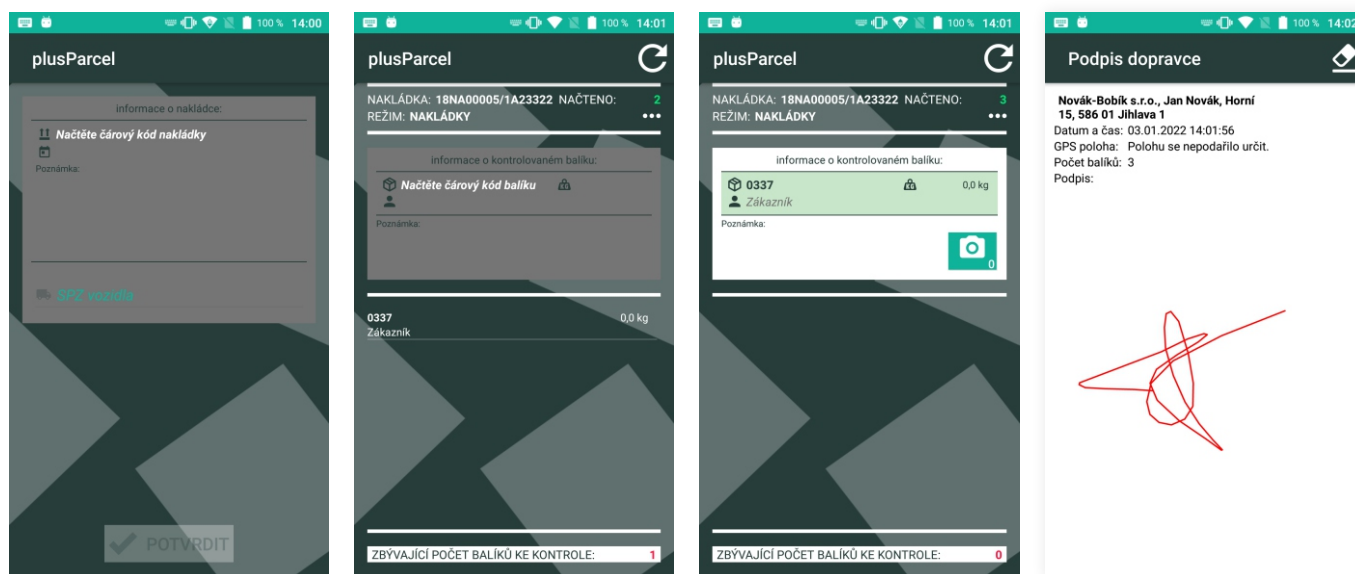 100 % 14:00
plusParcel
informace o nakládce:
Načtěte čárový kód nakládky
Poznámka:
SPZ vozidla
POTVRDIT
100 % 14:01
plusParcel
NAKLÁDKA: 18NA00005/1A23322 NAČTENO: 2
REŽIM: NAKLÁDKY
informace o kontrolovaném balíku:
Načtěte čárový kód balíku
Poznámka:
0337 0,0 kg
Zákazník
ZBÝVAJÍCÍ POČET BALÍKŮ KE KONTROLE: 1
100 % 14:01
plusParcel
NAKLÁDKA: 18NA00005/1A23322 NAČTENO: 3
REŽIM: NAKLÁDKY
informace o kontrolovaném balíku:
0337 0,0 kg
Zákazník
Poznámka:
0
ZBÝVAJÍCÍ POČET BALÍKŮ KE KONTROLE: 0
100 % 14:02
Podpis dopravce
Novák-Bobík s.r.o., Jan Novák, Horní
15, 586 01 Jihlava 1
Datum a čas: 03.01.2022 14:01:56
GPS poloha: Polohu se nepodařilo určit.
Počet balíků: 3
Podpis: